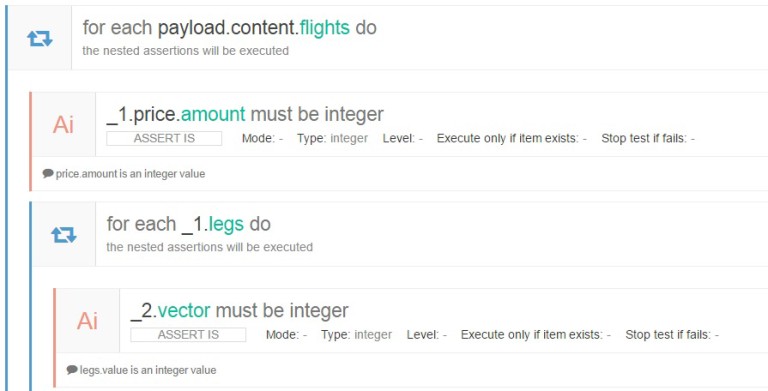 for each payload.content.flights do
the nested assertions will be executed
Ai
_1.price.amount must be integer
ASSERT IS Mode: - Type: integer Level: - Execute only if item exists: - Stop test if fails: -
price.amount is an integer value
for each _1.legs do
the nested assertions will be executed
Ai
_2.vector must be integer
ASSERT IS Mode: - Type: integer Level: - Execute only if item exists: - Stop test if fails: -
legs.value is an integer value